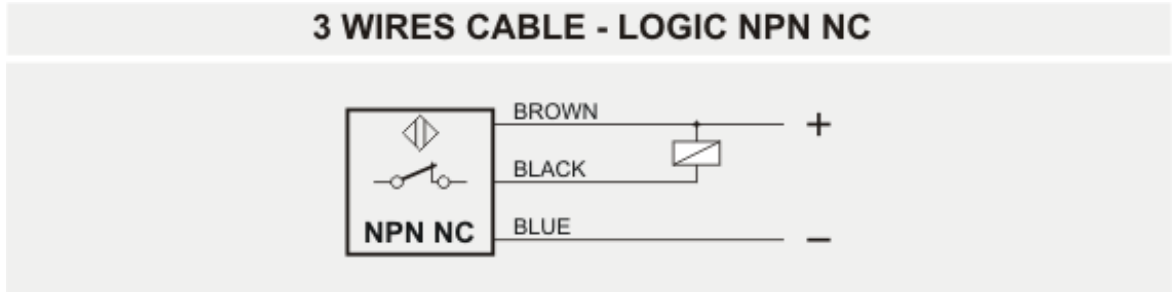 3 WIRES CABLE - LOGIC NPN NC
BROWN
+
BLACK
NPN NC
BLUE
–